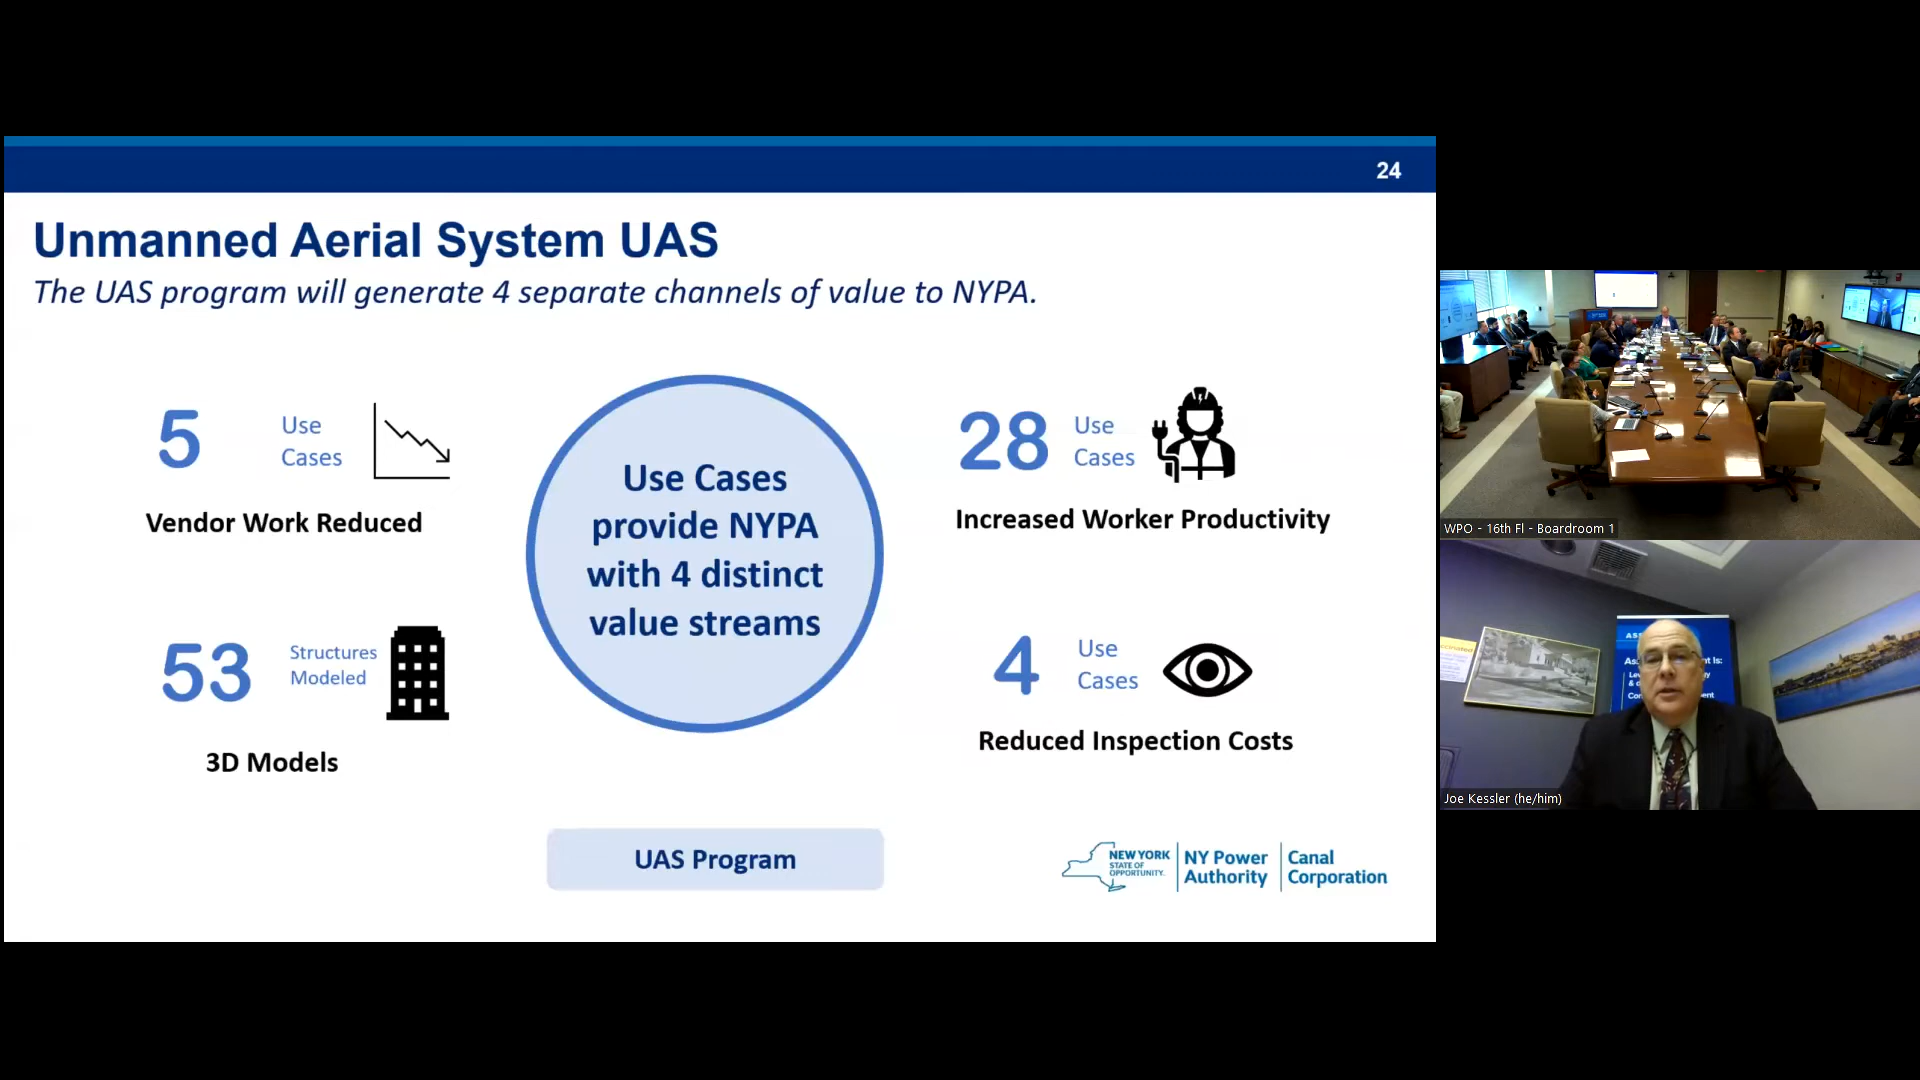 24
Unmanned Aerial System UAS
The UAS program will generate 4 separate channels of value to NYPA.
5
Use
Cases
Vendor Work Reduced
53
Structures
Modeled
3D Models
Use Cases
provide NYPA
with 4 distinct
value streams
28
Use
Cases
Increased Worker Productivity
4
Use
Cases
Reduced Inspection Costs
UAS Program
NEW YORK
STATE OF
OPPORTUNITY.
NY Power
Authority
Canal
Corporation
WPO - 16th Fl - Boardroom 1
Joe Kessler (he/him)